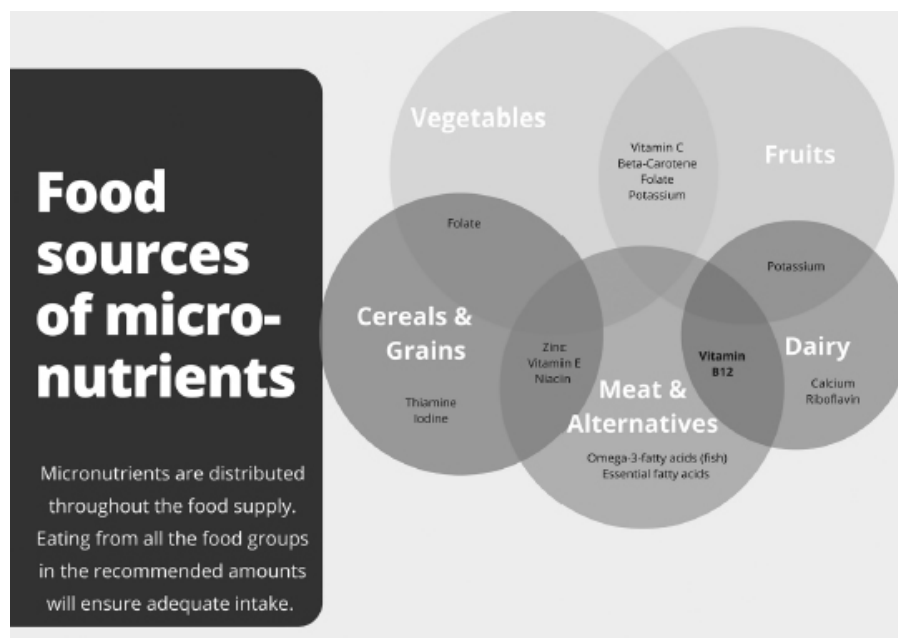 Food
sources
of micro-
nutrients
Micronutrients are distributed
throughout the food supply.
Eating from all the food groups
in the recommended amounts
will ensure adequate intake.
Vegetables
Fruits
Vitamin C
Beta-Carotene
Folate
Potassium
Folate
Potassium
Cereals &
Grains
Thiamine
Iodine
Zinc
Vitamin E
Niacin
Meat &
Alternatives
Omega-3-fatty acids (fish)
Essential fatty acids
Vitamin
B12
Dairy
Calcium
Riboflavin